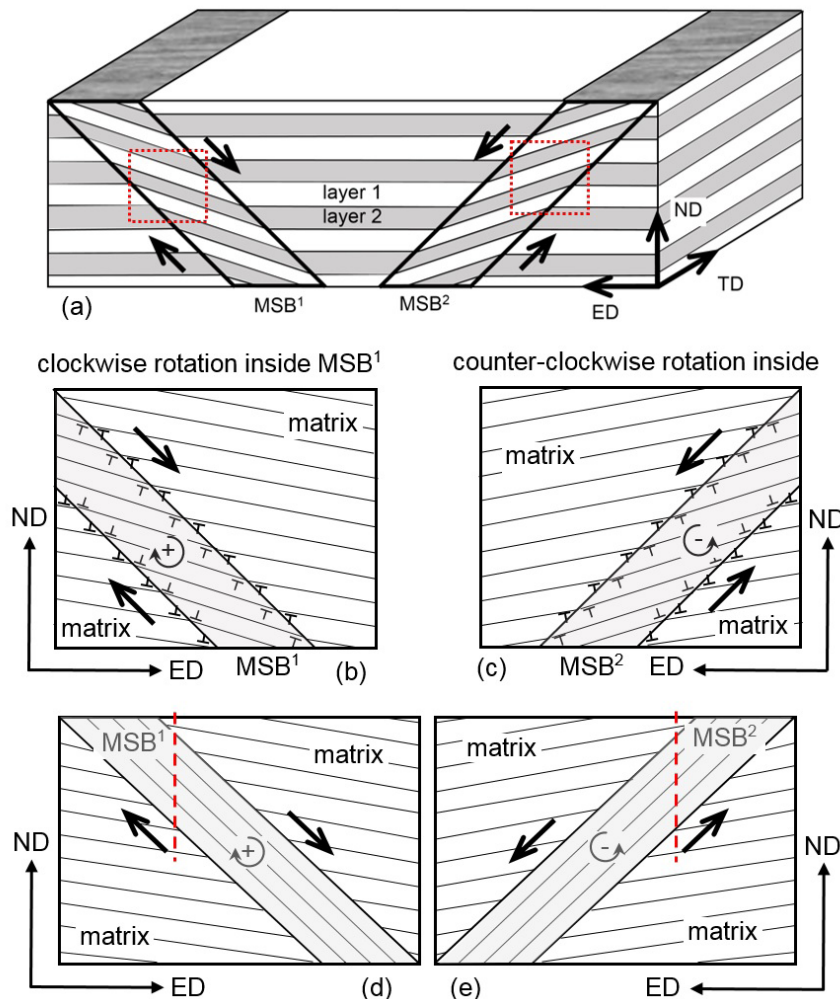 layer 1
layer 2
ND
TD
ED
(a)
MSB¹
MSB²
clockwise rotation inside MSB¹
counter-clockwise rotation inside
matrix
matrix
ND
ND
+
-
matrix
matrix
ED
MSB¹
(b)
(c)
MSB²
ED
MSB¹
matrix
matrix
MSB²
ND
ND
+
-
matrix
matrix
ED
(d)
(e)
ED